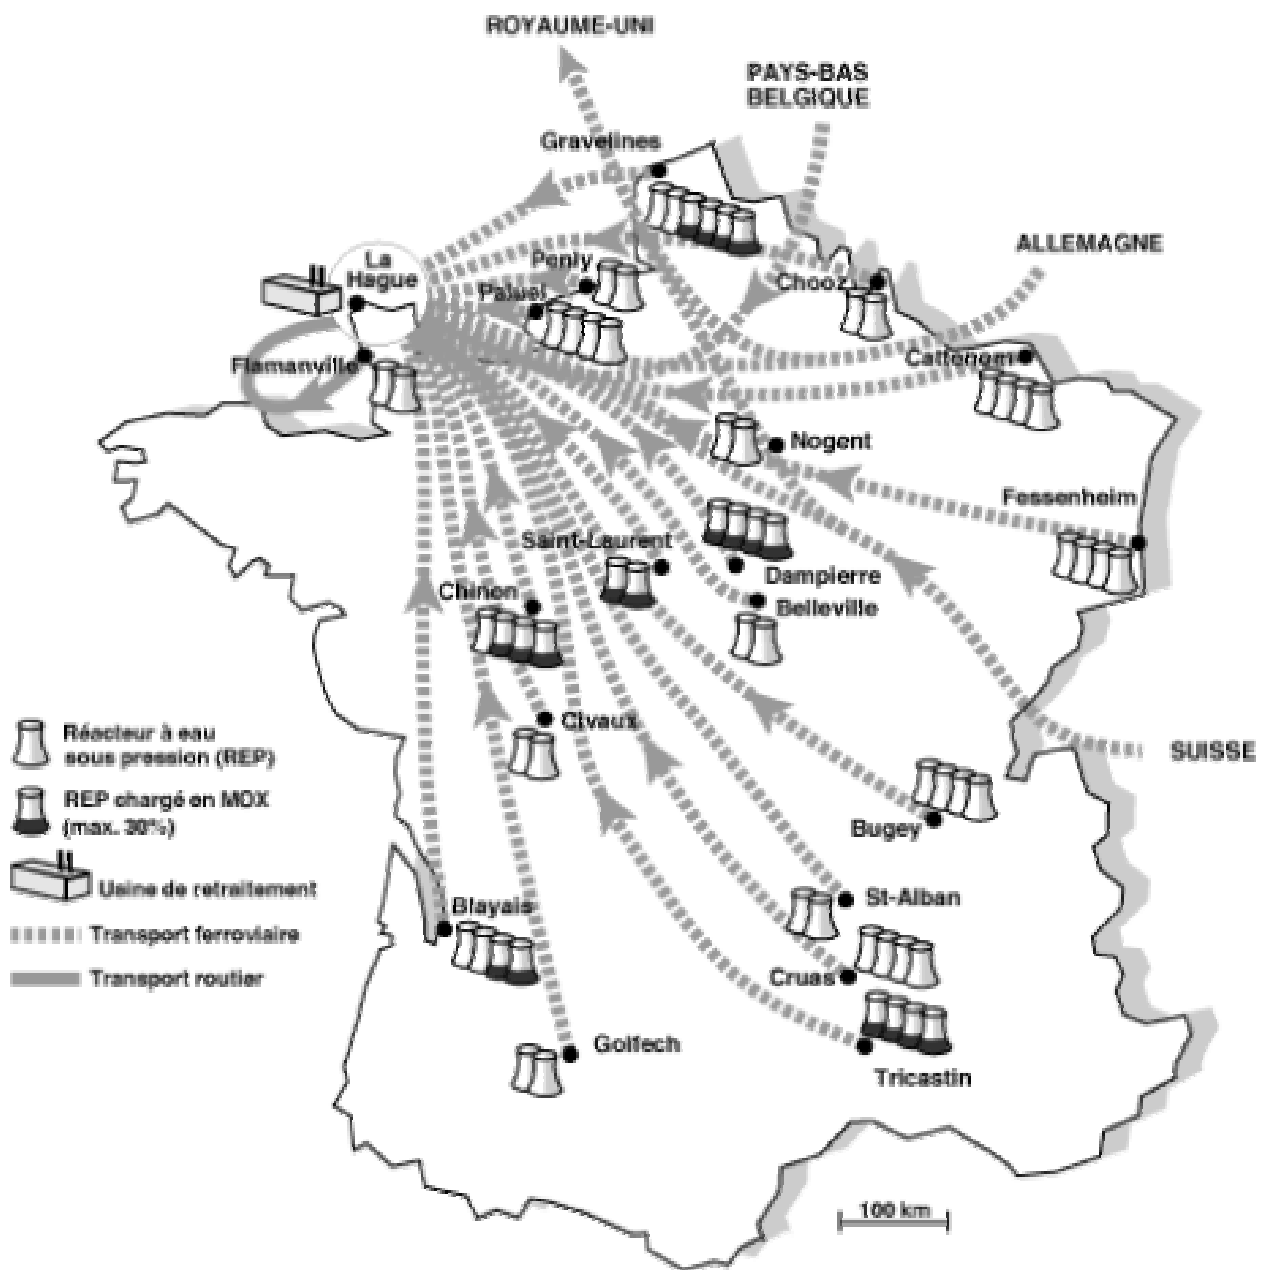 ROYAUME-UNI
PAYS-BAS
BELGIQUE
Gravelines
ALLEMAGNE
La
Hague
Penly
Chooz
Paluel
Flamanville
Cattenom
Nogent
Fessenheim
Saint-Laurent
Dampierre
Chinon
Belleville
Civaux
Réacteur à eau
sous pression (REP)
SUISSE
REP chargé en MOX
(max. 30%)
Bugey
Usine de retraitement
St-Alban
Blayais
Transport ferroviaire
Transport routier
Cruas
Golfech
Tricastin
100 km